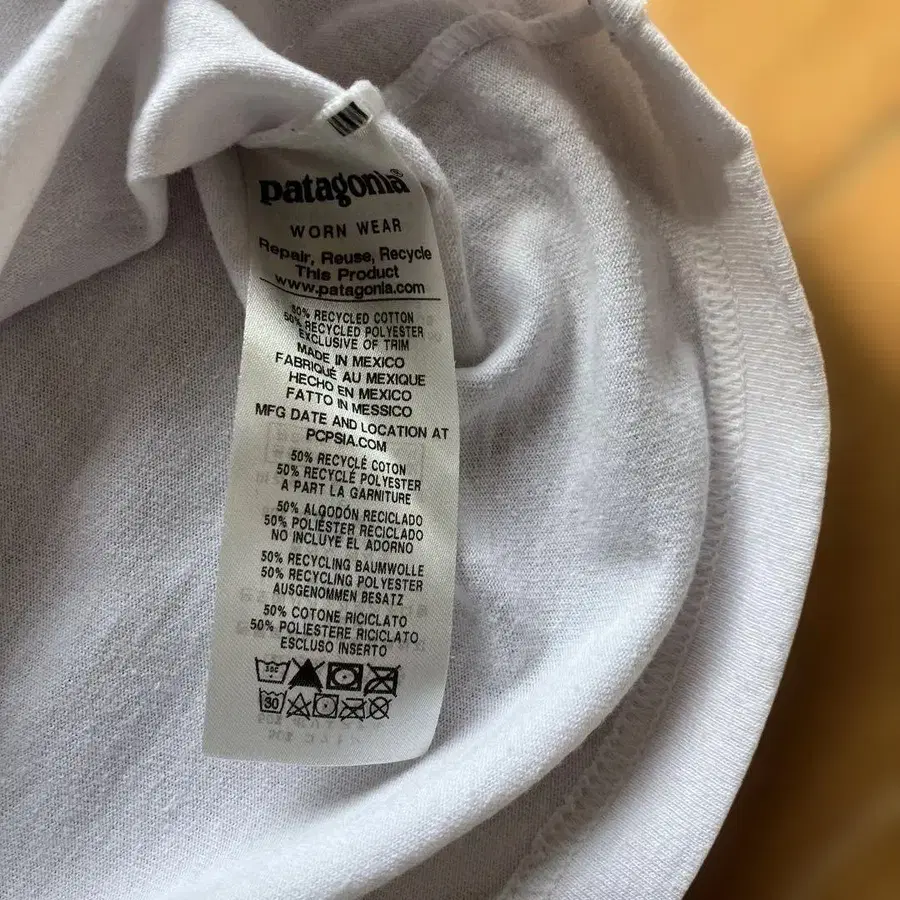 patagonia®
WORN WEAR
Repair, Reuse, Recycle
This Product
www.patagonia.com
50% RECYCLED COTTON
50% RECYCLED POLYESTER
EXCLUSIVE OF TRIM
MADE IN MEXICO
FABRIQUÉ AU MEXIQUE
HECHO EN MEXICO
FATTO IN MESSICO
MFG DATE AND LOCATION AT
PCPSIA.COM
50% RECYCLÉ COTON
50% RECYCLÉ POLYESTER
A PART LA GARNITURE
50% ALGODÓN RECICLADO
50% POLIÉSTER RECICLADO
NO INCLUYE EL ADORNO
50% RECYCLING BAUMWOLLE
50% RECYCLING POLYESTER
AUSGENOMMEN BESATZ
50% COTONE RICICLATO
50% POLIESTERE RICICLATO
ESCLUSO INSERTO
30C
30